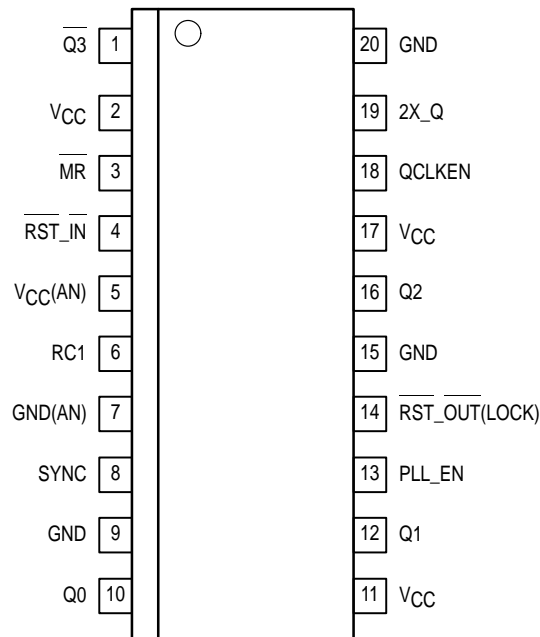 Q3 1 20 GND
VCC 2 19 2X_Q
MR 3 18 QCLKEN
RST_IN 4 17 VCC
VCC(AN) 5 16 Q2
RC1 6 15 GND
GND(AN) 7 14 RST_OUT(LOCK)
SYNC 8 13 PLL_EN
GND 9 12 Q1
Q0 10 11 VCC